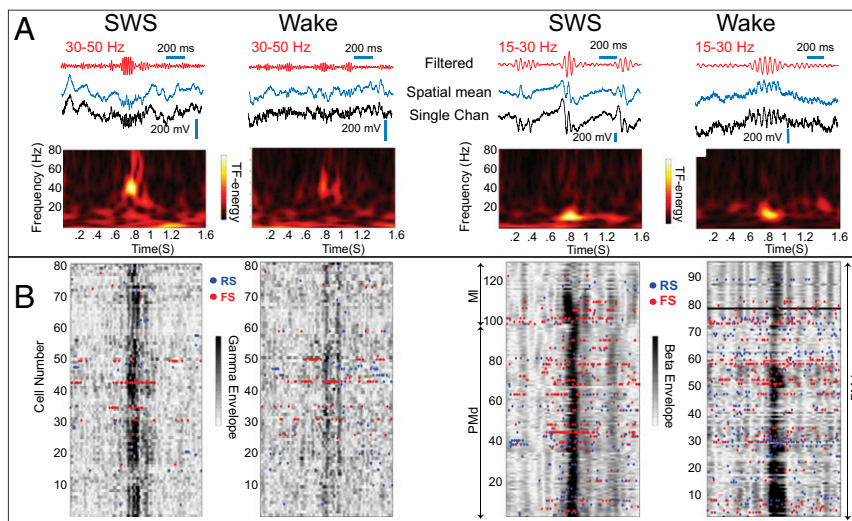 A
SWS
Wake
SWS
Wake
30-50 Hz
200 ms
30-50 Hz
200 ms
15-30 Hz
200 ms
15-30 Hz
200 ms
Filtered
Spatial mean
Single Chan
200 mV
200 mV
200 mV
200 mV
Frequency (Hz)
80
60
40
20
TF-energy
Frequency (Hz)
80
60
40
20
TF-energy
.2 .4 .6 .8 1 1.2 1.6
Time(S)
.2 .4 .6 .8 1 1.2 1.6
Time(S)
.2 .4 .6 .8 1 1.2 1.6
Time(S)
.2 .4 .6 .8 1 1.2 1.6
Time(S)
B
Cell Number
80
70
60
50
40
30
20
10
RS
FS
Gamma Envelope
80
70
60
50
40
30
20
10
MI
PMd
120
100
80
60
40
20
RS
FS
Beta Envelope
90
80
70
60
50
40
30
20
10